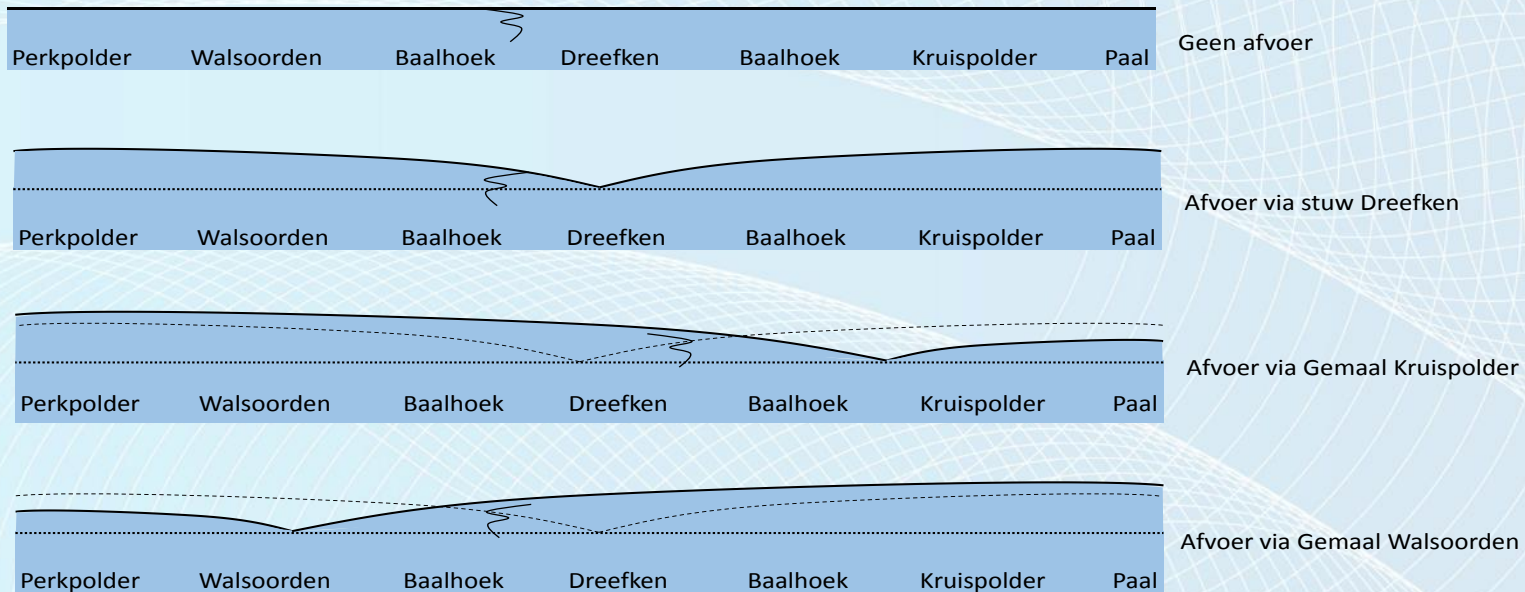 Perkpolder Walsoorden Baalhoek Dreefken Baalhoek Kruispolder Paal
Geen afvoer
Perkpolder Walsoorden Baalhoek Dreefken Baalhoek Kruispolder Paal
Afvoer via stuw Dreefken
Perkpolder Walsoorden Baalhoek Dreefken Baalhoek Kruispolder Paal
Afvoer via Gemaal Kruispolder
Perkpolder Walsoorden Baalhoek Dreefken Baalhoek Kruispolder Paal
Afvoer via Gemaal Walsoorden